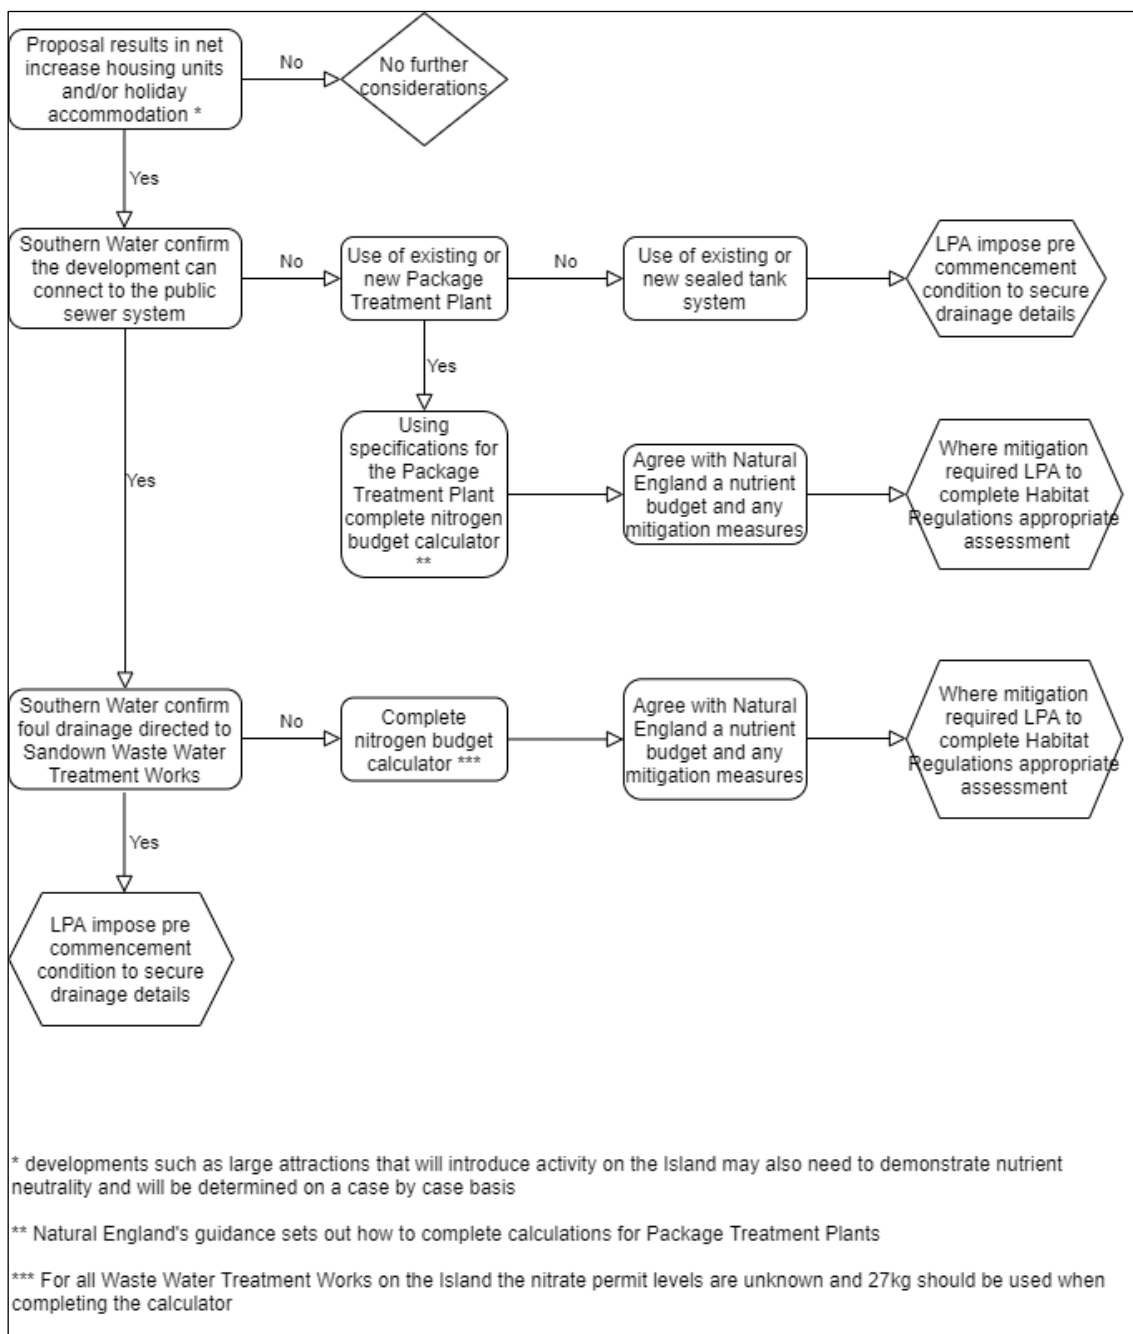 Proposal results in net
increase housing units
and/or holiday
accommodation *
No
No further
considerations
Yes
Southern Water confirm
the development can
connect to the public
sewer system
No
Use of existing or
new Package
Treatment Plant
No
Use of existing or
new sealed tank
system
LPA impose pre
commencement
condition to secure
drainage details
Yes
Using
specifications for
the Package
Treatment Plant
complete nitrogen
budget calculator
**
Agree with Natural
England a nutrient
budget and any
mitigation measures
Where mitigation
required LPA to
complete Habitat
Regulations appropriate
assessment
Yes
Southern Water confirm
foul drainage directed to
Sandown Waste Water
Treatment Works
No
Complete
nitrogen budget
calculator ***
Agree with Natural
England a nutrient
budget and any
mitigation measures
Where mitigation
required LPA to
complete Habitat
Regulations appropriate
assessment
Yes
LPA impose pre
commencement
condition to secure
drainage details
* developments such as large attractions that will introduce activity on the Island may also need to demonstrate nutrient
neutrality and will be determined on a case by case basis
** Natural England's guidance sets out how to complete calculations for Package Treatment Plants
*** For all Waste Water Treatment Works on the Island the nitrate permit levels are unknown and 27kg should be used when
completing the calculator